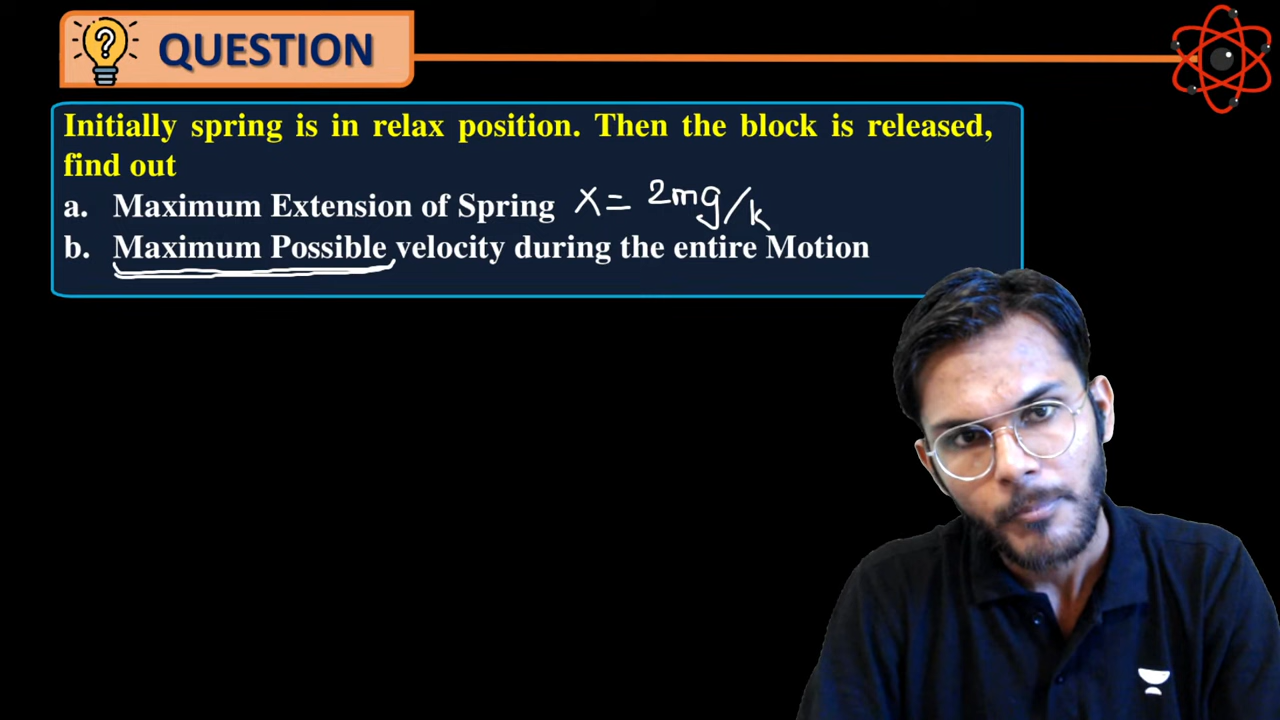 QUESTION
Initially spring is in relax position. Then the block is released,
find out
a. Maximum Extension of Spring x = 2mg/k
b. Maximum Possible velocity during the entire Motion